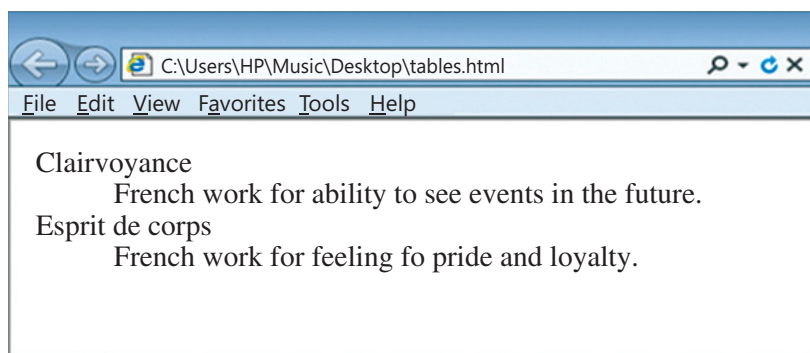 C:\Users\HP\Music\Desktop\tables.html
File Edit View Favorites Tools Help
Clairvoyance
French work for ability to see events in the future.
Esprit de corps
French work for feeling fo pride and loyalty.